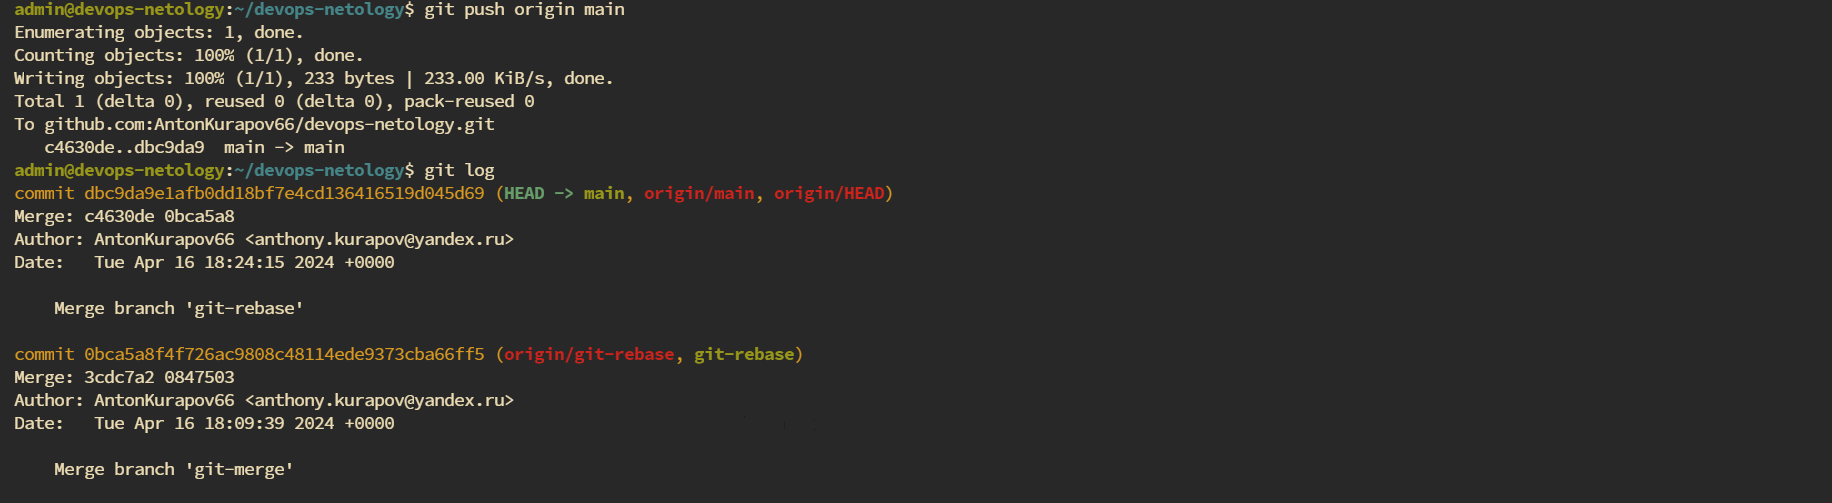 admin@devops-netology:~/devops-netology$ git push origin main
Enumerating objects: 1, done.
Counting objects: 100% (1/1), done.
Writing objects: 100% (1/1), 233 bytes | 233.00 KiB/s, done.
Total 1 (delta 0), reused 0 (delta 0), pack-reused 0
To github.com:AntonKurapov66/devops-netology.git
   c4630de..dbc9da9  main -> main
admin@devops-netology:~/devops-netology$ git log
commit dbc9da9e1afb0dd18bf7e4cd136416519d045d69 (HEAD -> main, origin/main, origin/HEAD)
Merge: c4630de 0bca5a8
Author: AntonKurapov66 <anthony.kurapov@yandex.ru>
Date:   Tue Apr 16 18:24:15 2024 +0000
    Merge branch 'git-rebase'
commit 0bca5a8f4f726ac9808c48114ede9373cba66ff5 (origin/git-rebase, git-rebase)
Merge: 3cdc7a2 0847503
Author: AntonKurapov66 <anthony.kurapov@yandex.ru>
Date:   Tue Apr 16 18:09:39 2024 +0000
    Merge branch 'git-merge'